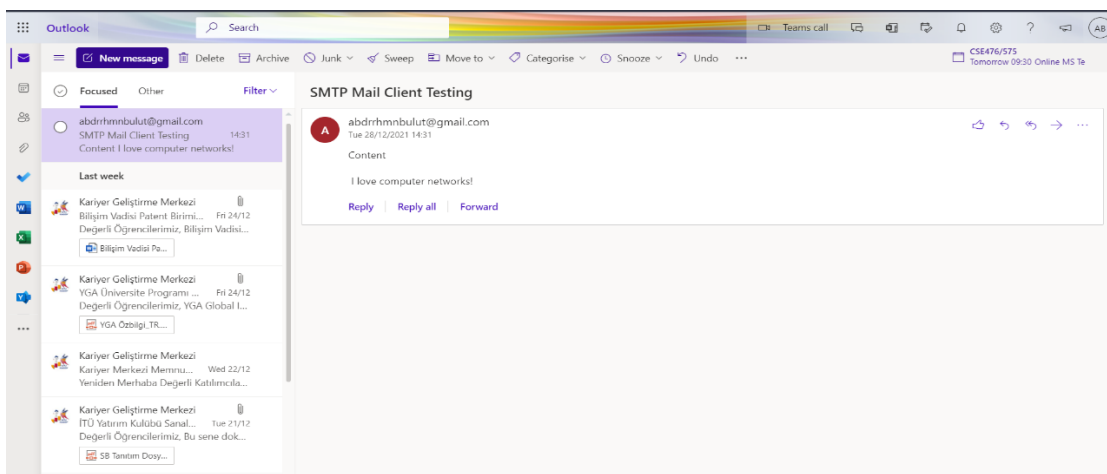 Outlook
Search
Teams call
AB
New message
Delete
Archive
Junk
Sweep
Move to
Categorise
Snooze
Undo
CSE476/575
Tomorrow 09:30 Online MS Te
Focused
Other
Filter
abdrrhmnbulut@gmail.com
SMTP Mail Client Testing 14:31
Content I love computer networks!
Last week
Kariyer Geliştirme Merkezi
Bilişim Vadisi Patent Birimi... Fri 24/12
Değerli Öğrencilerimiz, Bilişim Vadisi...
Bilişim Vadisi Pa...
Kariyer Geliştirme Merkezi
YGA Üniversite Programı ... Fri 24/12
Değerli Öğrencilerimiz, YGA Global I...
YGA Özbilgi_TR....
Kariyer Geliştirme Merkezi
Kariyer Merkezi Memnu... Wed 22/12
Yeniden Merhaba Değerli Katılımcıla...
Kariyer Geliştirme Merkezi
İTÜ Yatırım Kulübü Sanal... Tue 21/12
Değerli Öğrencilerimiz, Bu sene dok...
SB Tanıtım Dosy...
SMTP Mail Client Testing
A
abdrrhmnbulut@gmail.com
Tue 28/12/2021 14:31
Content
I love computer networks!
Reply
Reply all
Forward